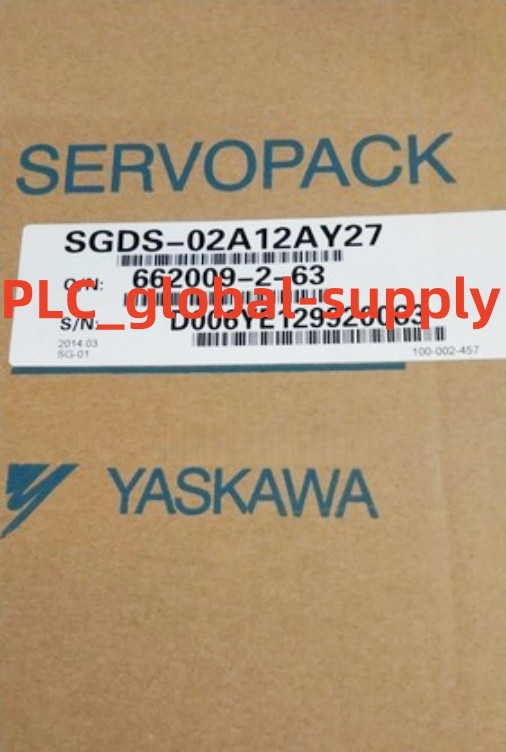 SERVOPACK
SGDS-02A12AY27
O/N: 662009-2-63
PLC_global-supply
S/N:
2014.03
SG-01
100-002-457
YASKAWA